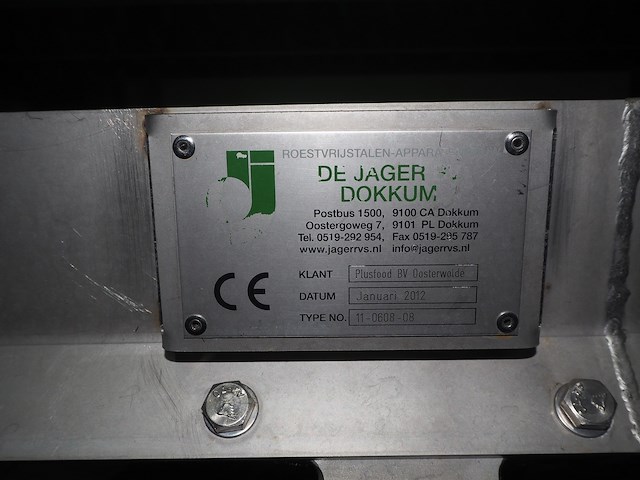 ROESTVRIJSTALEN-APPARA
DE JAGER
DOKKUM
Postbus 1500, 9100 CA Dokkum
Oostergoweg 7, 9101 PL Dokkum
Tel. 0519-292 954, Fax 0519-295 787
www.jagerrvs.nl info@jagerrvs.nl
KLANT Plusfood BV Oosterwolde
DATUM Januari 2012
TYPE NO. 11-0608-08
CE